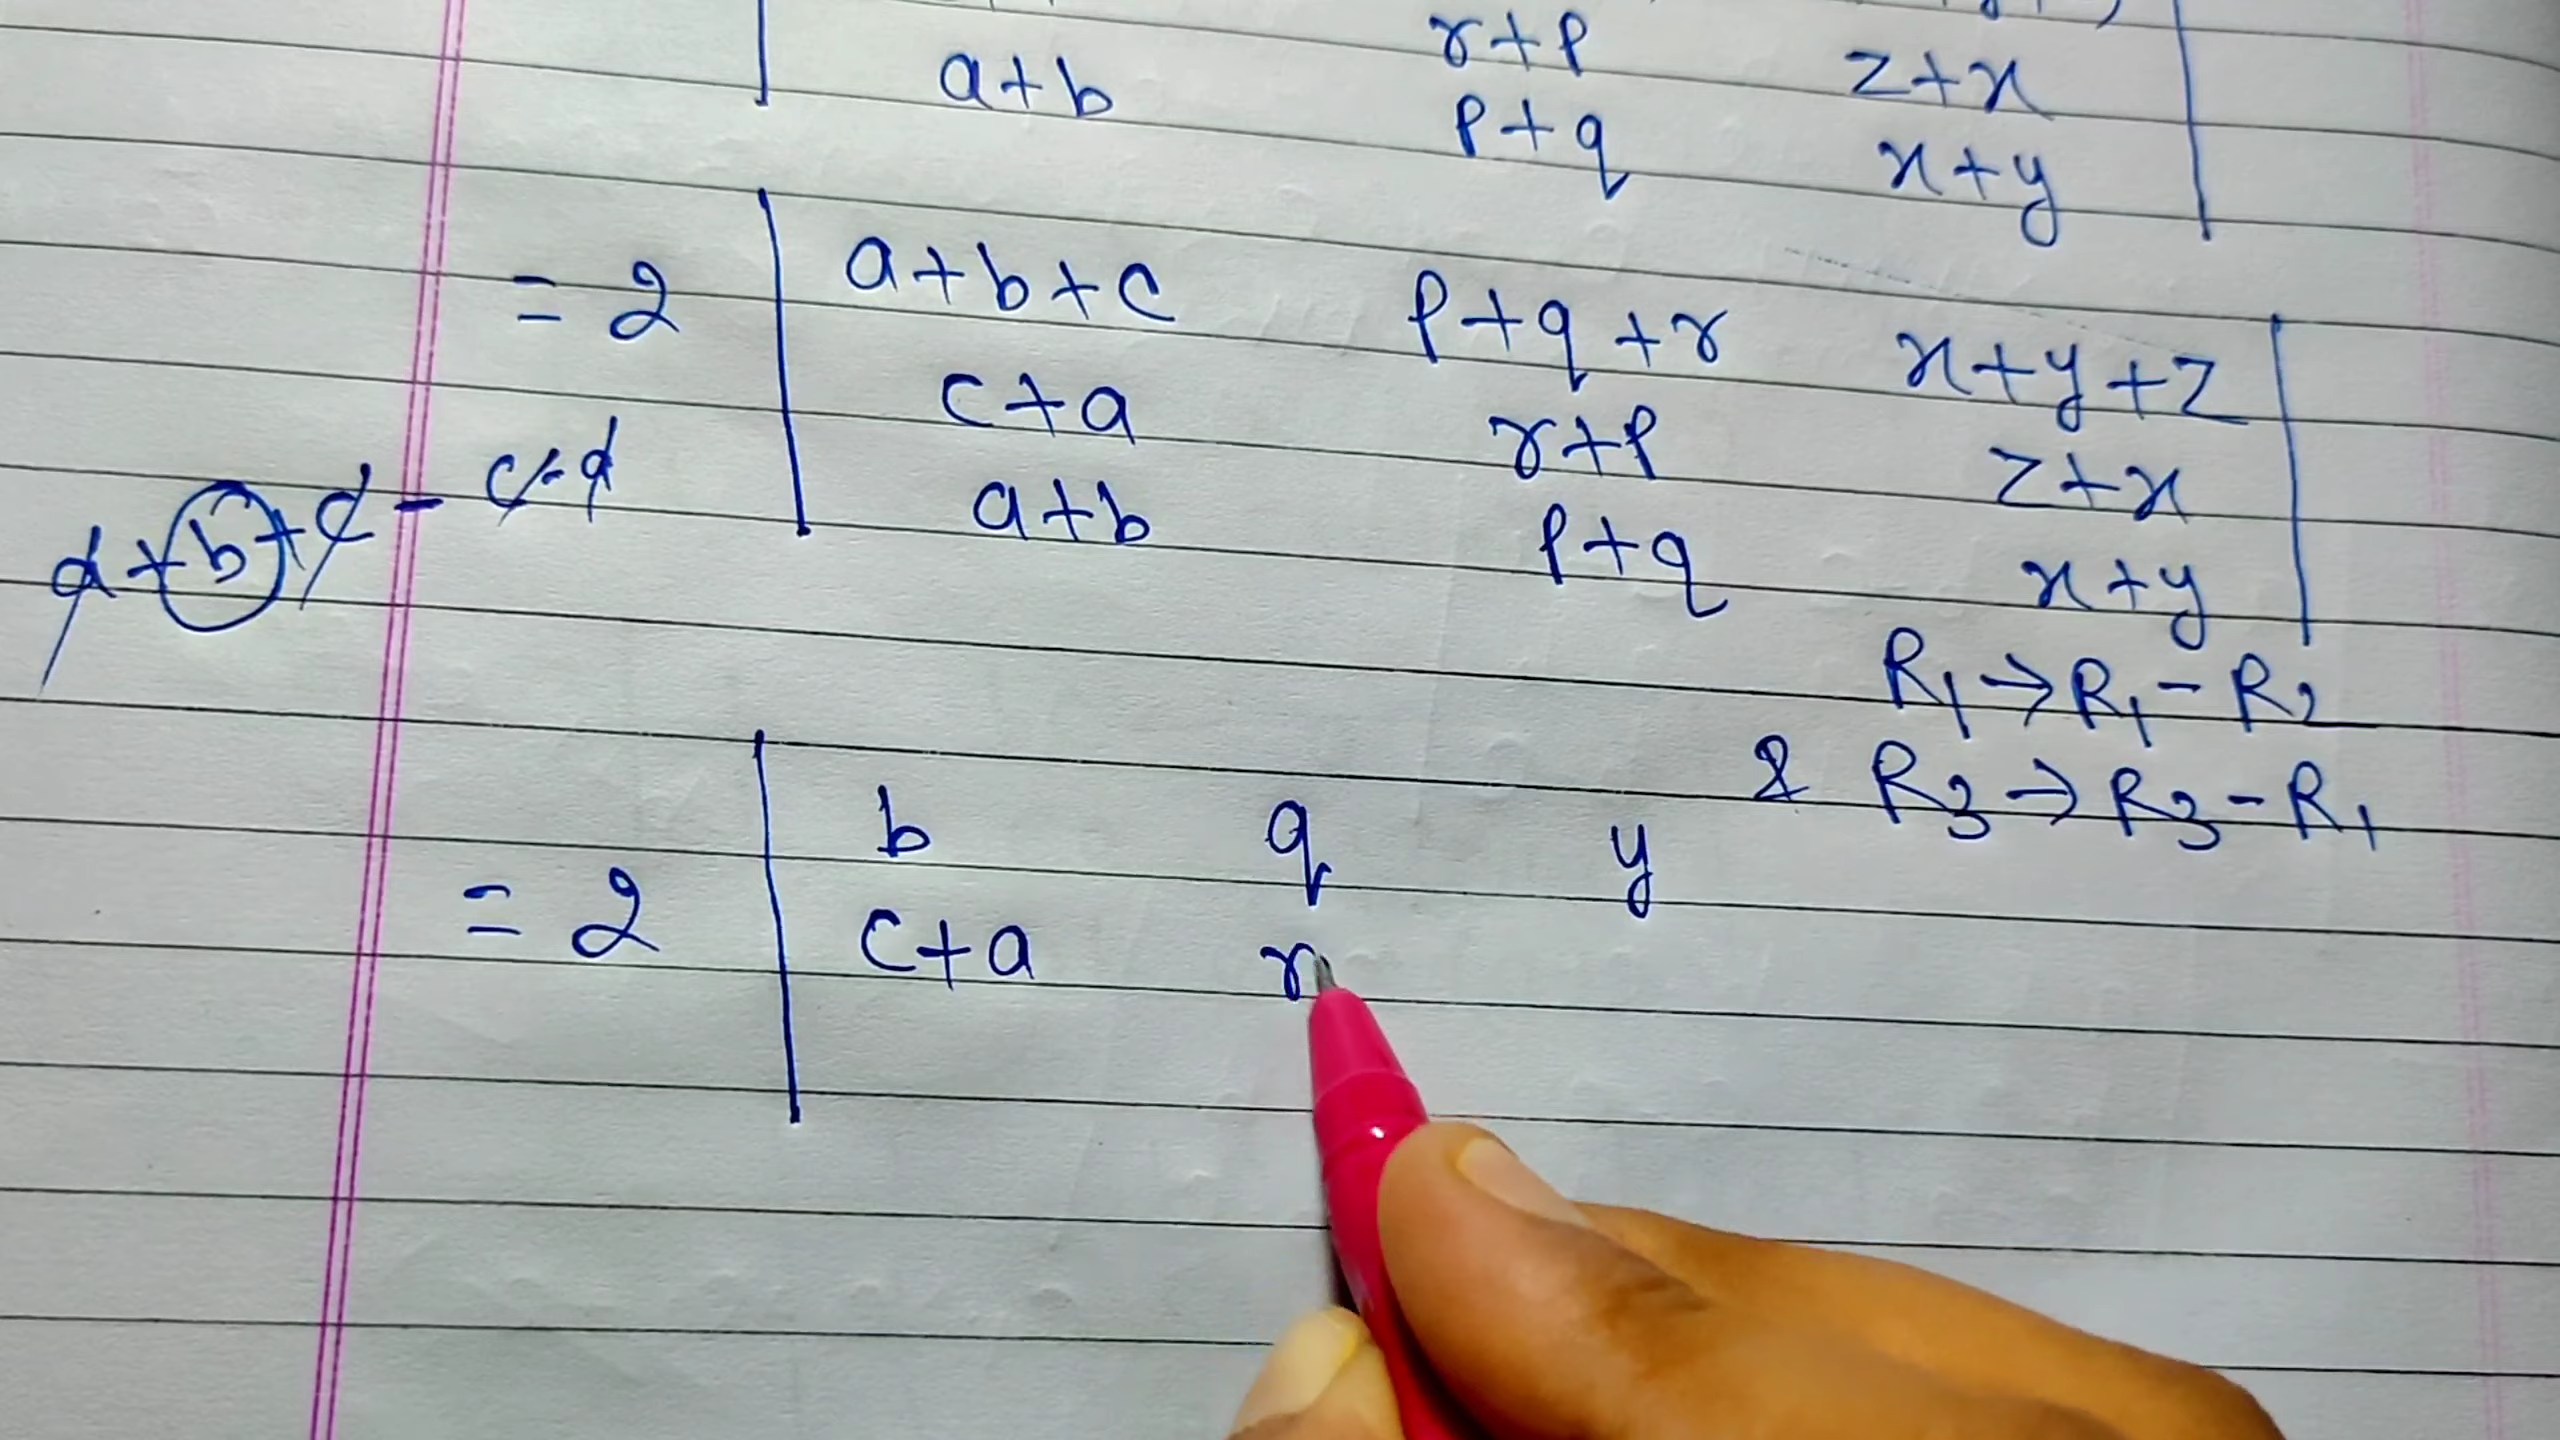 r+p z+x
a+b p+q x+y
= 2 | a+b+c p+q+r x+y+z |
c+a r+p z+x
a+b p+q x+y
a+b+c - c-a
R1→R1-R2
& R3→R3-R1
= 2 | b q y
c+a r